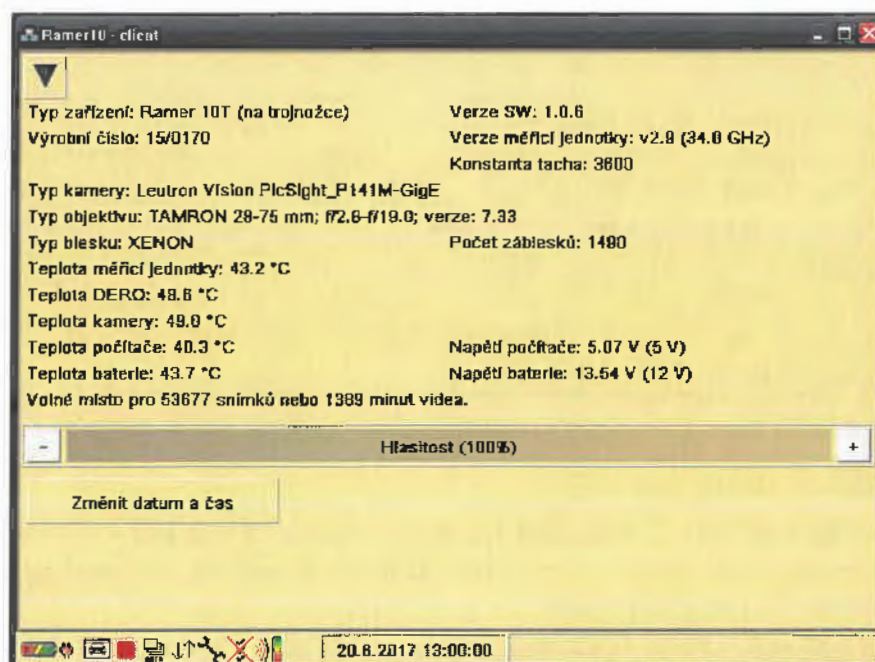 Ramer10 - client
Typ zařízení: Ramer 10T (na trojnožce)
Verze SW: 1.0.6
Výrobní číslo: 15/0170
Verze měřicí jednotky: v2.9 (34.0 GHz)
Konstanta tacha: 3600
Typ kamery: Leutron Vision PicSight_P141M-GigE
Typ objektivu: TAMRON 28-75 mm; f/2.8-f/19.0; verze: 7.33
Typ blesku: XENON
Počet záblesků: 1490
Teplota měřicí jednotky: 43.2 °C
Teplota DERO: 48.6 °C
Teplota kamery: 49.0 °C
Teplota počítače: 40.3 °C
Napětí počítače: 5.07 V (5 V)
Teplota baterie: 43.7 °C
Napětí baterie: 13.54 V (12 V)
Volné místo pro 53677 snímků nebo 1389 minut videa.
- Hlasitost (100%) +
Změnit datum a čas
20.6.2017 13:00:00